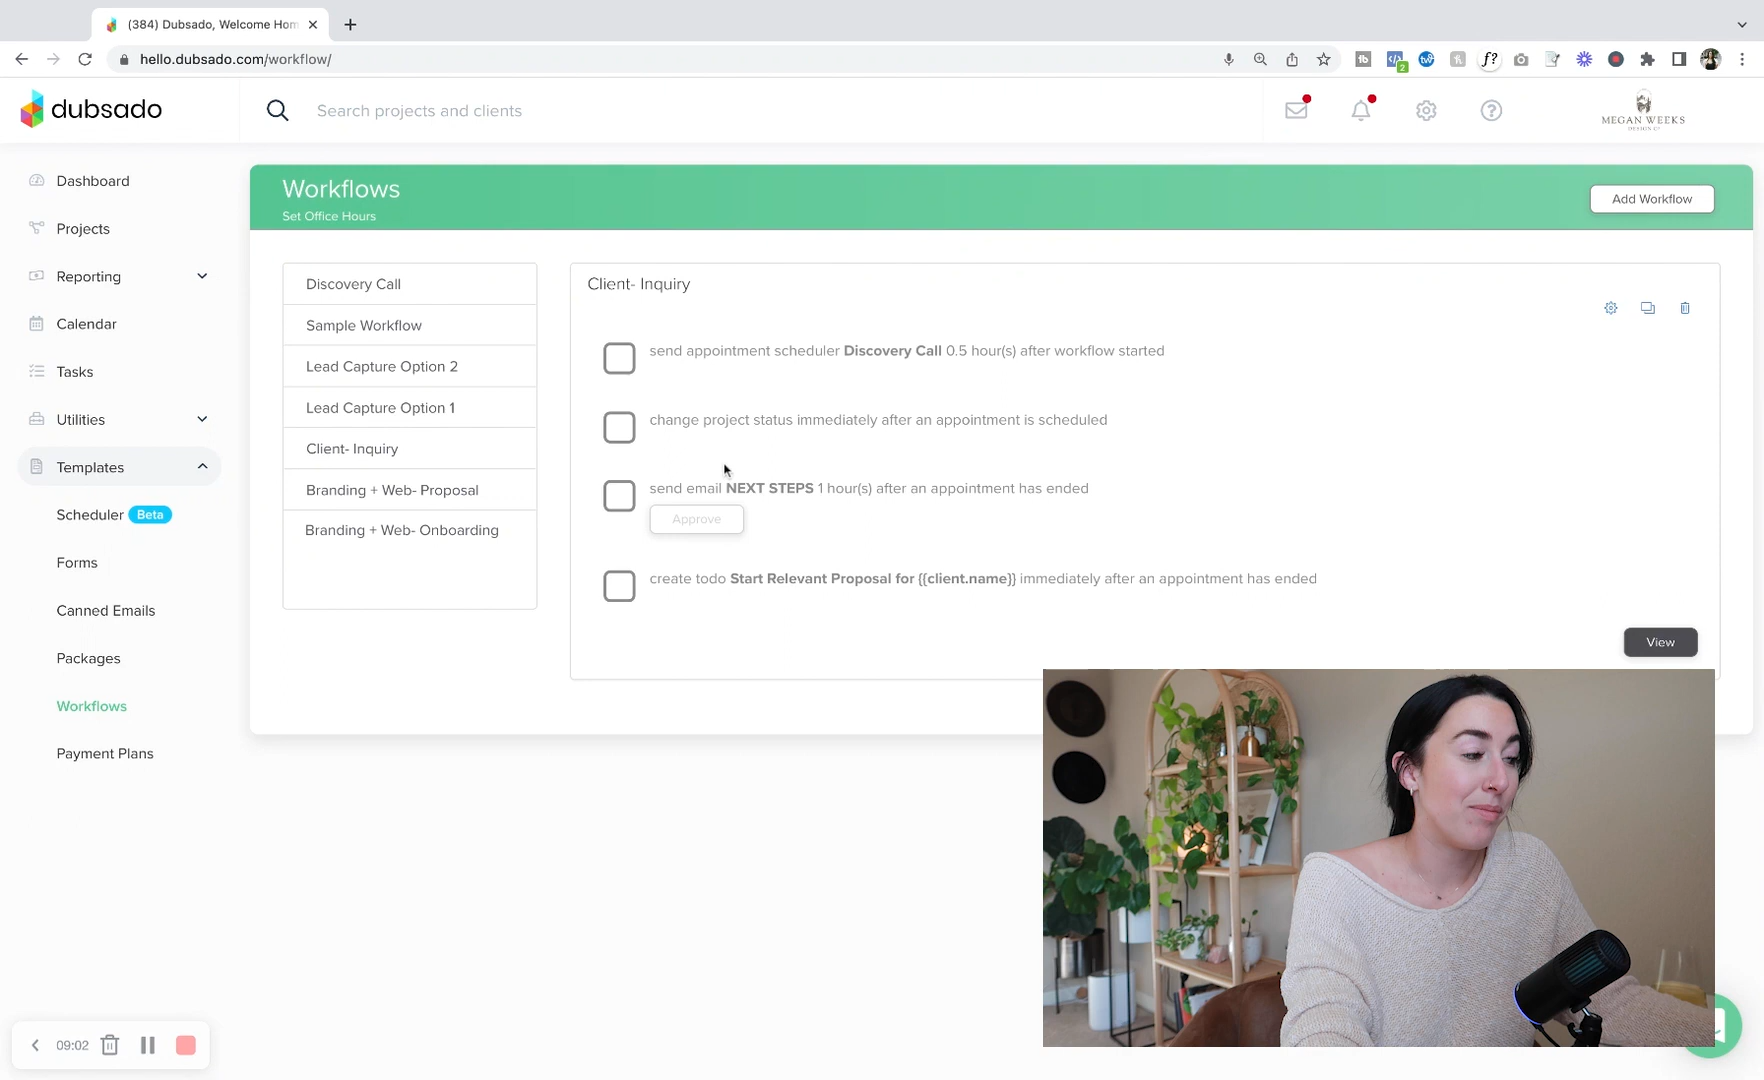 (384) Dubsado, Welcome Hom
hello.dubsado.com/workflow/
2
f?
dubsado
Search projects and clients
MEGAN WEEKS
DESIGN CO
Dashboard
Projects
Reporting
Calendar
Tasks
Utilities
Templates
Scheduler Beta
Forms
Canned Emails
Packages
Workflows
Payment Plans
Workflows
Set Office Hours
Add Workflow
Discovery Call
Sample Workflow
Lead Capture Option 2
Lead Capture Option 1
Client- Inquiry
Branding + Web- Proposal
Branding + Web- Onboarding
Client- Inquiry
send appointment scheduler Discovery Call 0.5 hour(s) after workflow started
change project status immediately after an appointment is scheduled
send email NEXT STEPS 1 hour(s) after an appointment has ended
Approve
create todo Start Relevant Proposal for {{client.name}} immediately after an appointment has ended
View
09:02